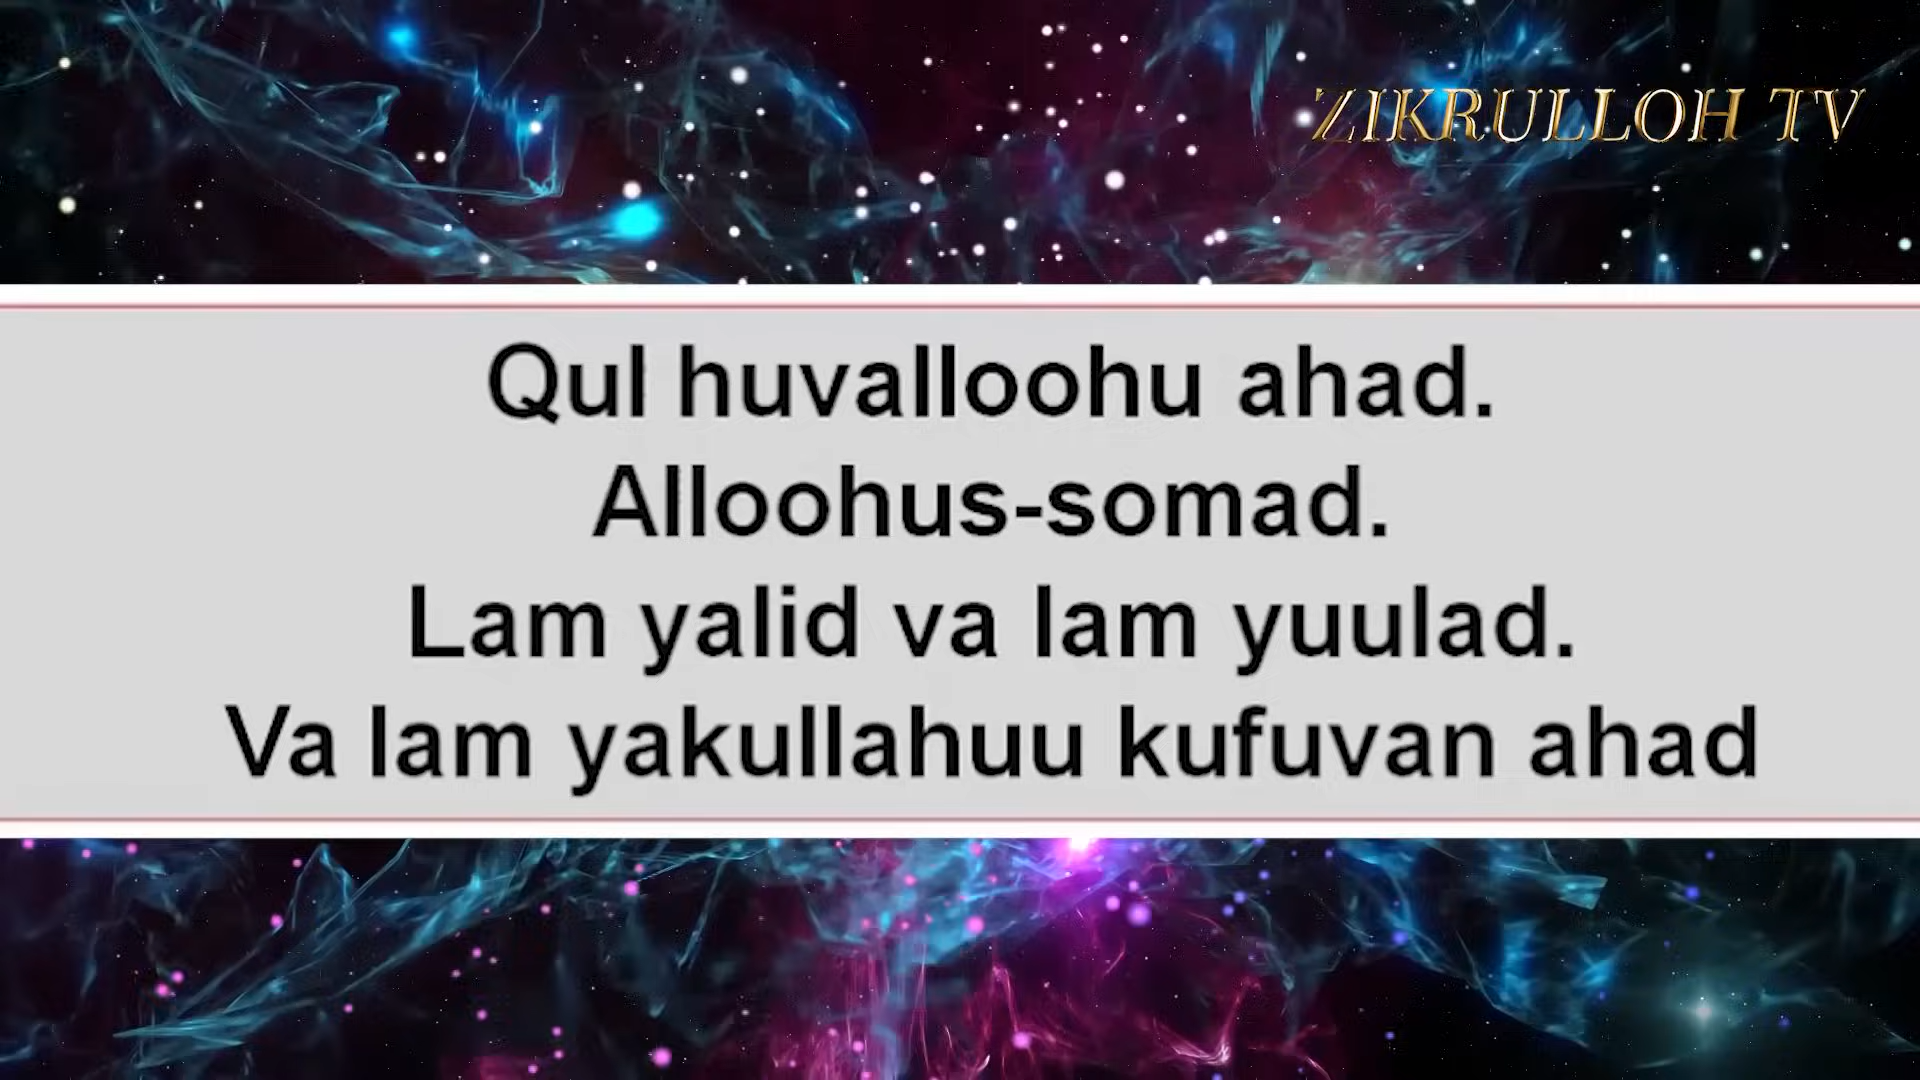 ZIKRULLOH TV
Qul huvalloohu ahad.
Alloohus-somad.
Lam yalid va lam yuulad.
Va lam yakullahuu kufuvan ahad